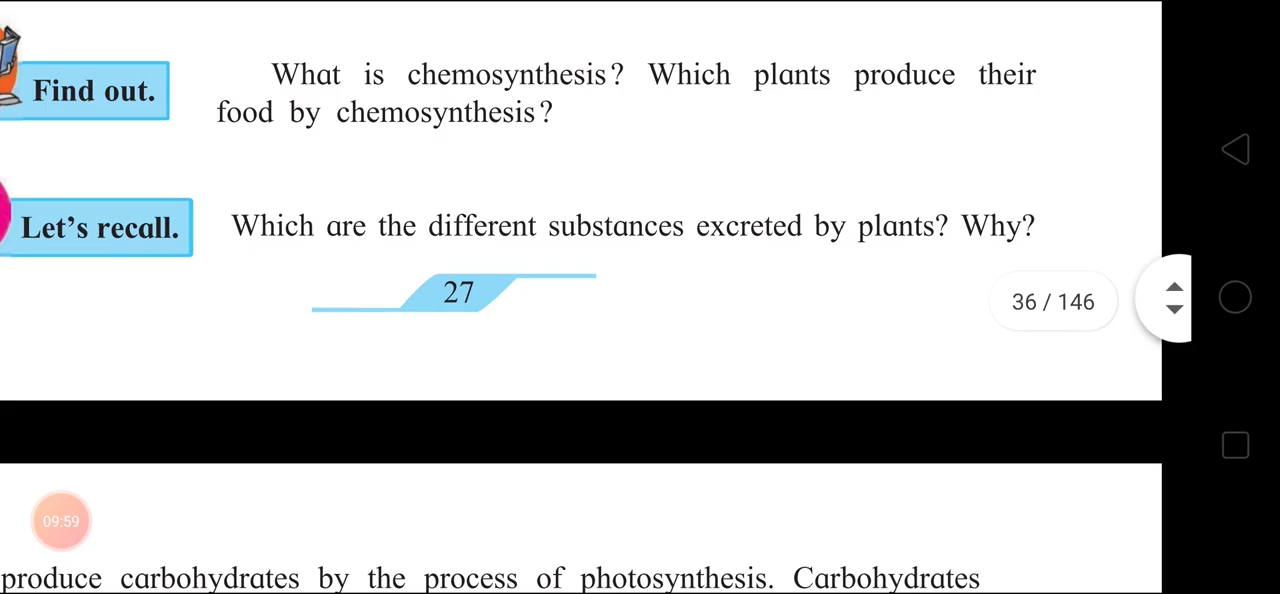 Find out.
What is chemosynthesis? Which plants produce their
food by chemosynthesis?
Let's recall.
Which are the different substances excreted by plants? Why?
27
36 / 146
09:59
produce carbohydrates by the process of photosynthesis. Carbohydrates